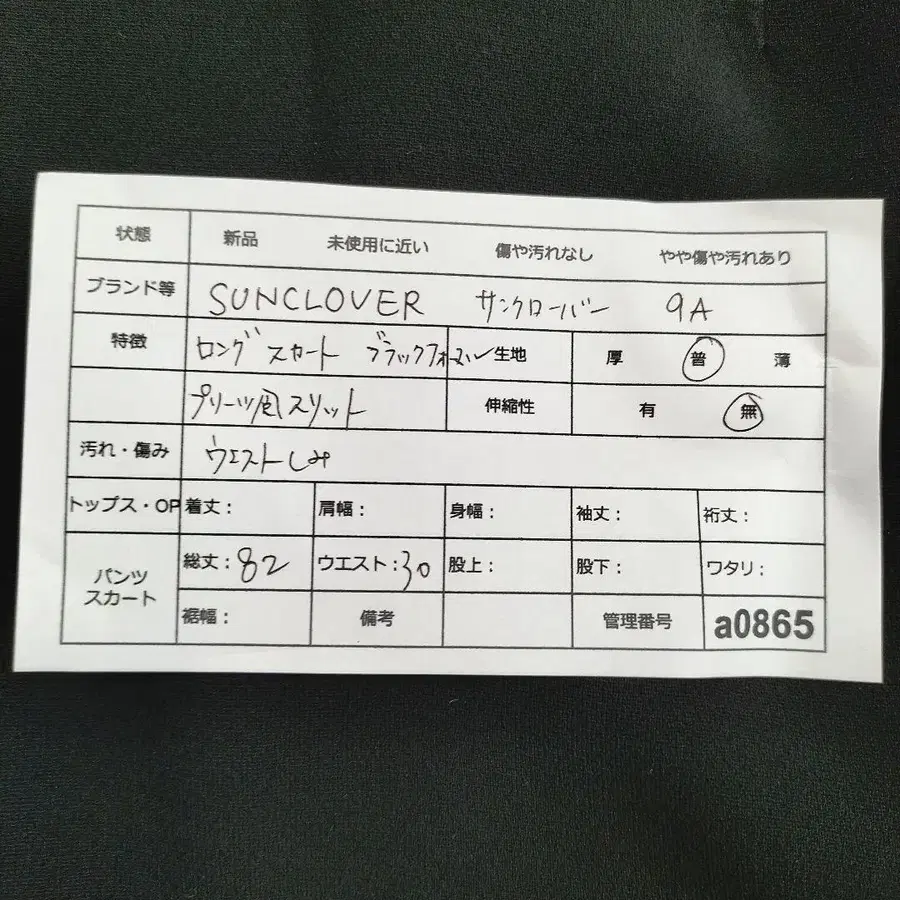 状態 新品 未使用に近い 傷や汚れなし やや傷や汚れあり
ブランド等 SUNCLOVER サンクローバー 9A
特徴 ロングスカート ブラックフォーマル 生地 厚 普 薄
プリーツ風スリット 伸縮性 有 無
汚れ・傷み ウエストしみ
トップス・OP 着丈: 肩幅: 身幅: 袖丈: 裄丈:
パンツ スカート 総丈:82 ウエスト:30 股上: 股下: ワタリ:
裾幅: 備考 管理番号 a0865